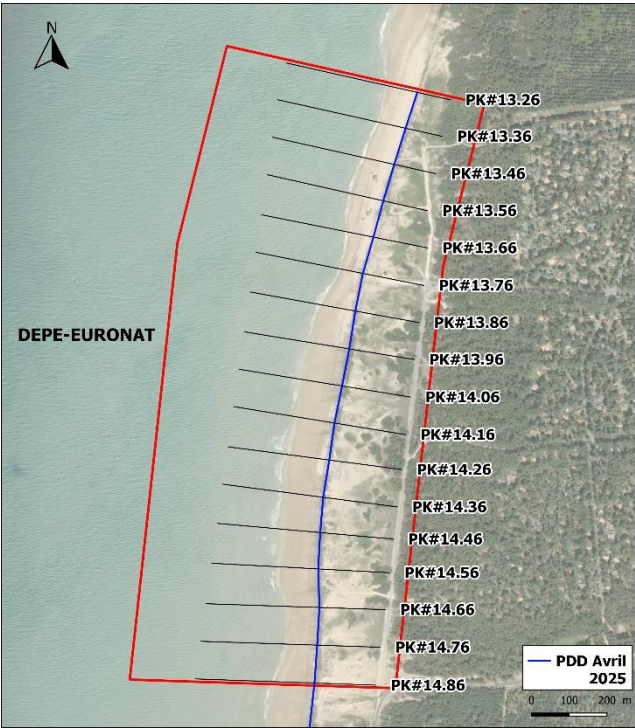 N
PK#13.26
PK#13.36
PK#13.46
PK#13.56
PK#13.66
PK#13.76
PK#13.86
DEPE-EURONAT
PK#13.96
PK#14.06
PK#14.16
PK#14.26
PK#14.36
PK#14.46
PK#14.56
PK#14.66
PK#14.76
PK#14.86
PDD Avril
2025
0 100 200 m